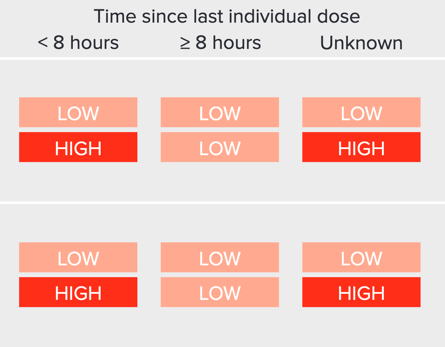 Time since last individual dose
< 8 hours ≥ 8 hours Unknown
LOW LOW LOW
HIGH LOW HIGH
LOW LOW LOW
HIGH LOW HIGH